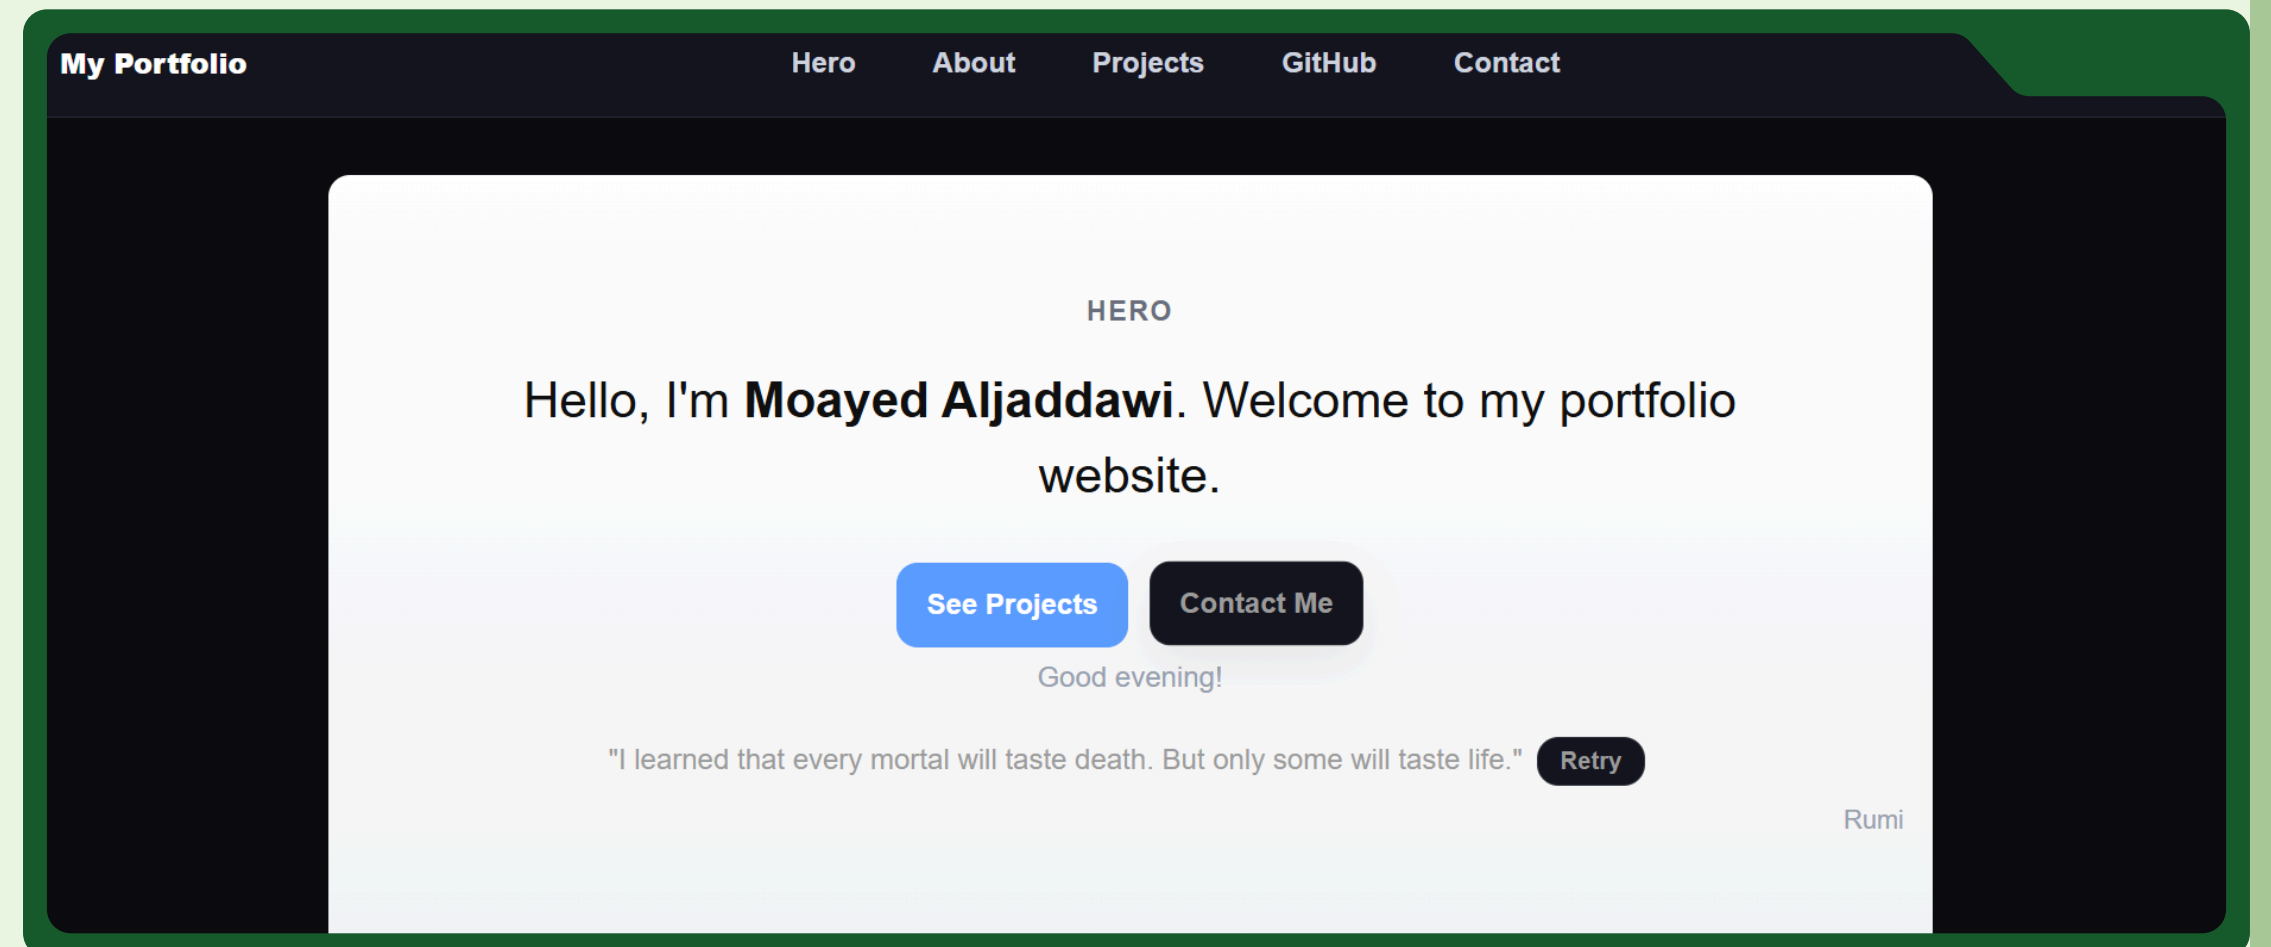 My Portfolio
Hero About Projects GitHub Contact
HERO
Hello, I'm Moayed Aljaddawi. Welcome to my portfolio
website.
See Projects Contact Me
Good evening!
"I learned that every mortal will taste death. But only some will taste life." Retry
Rumi